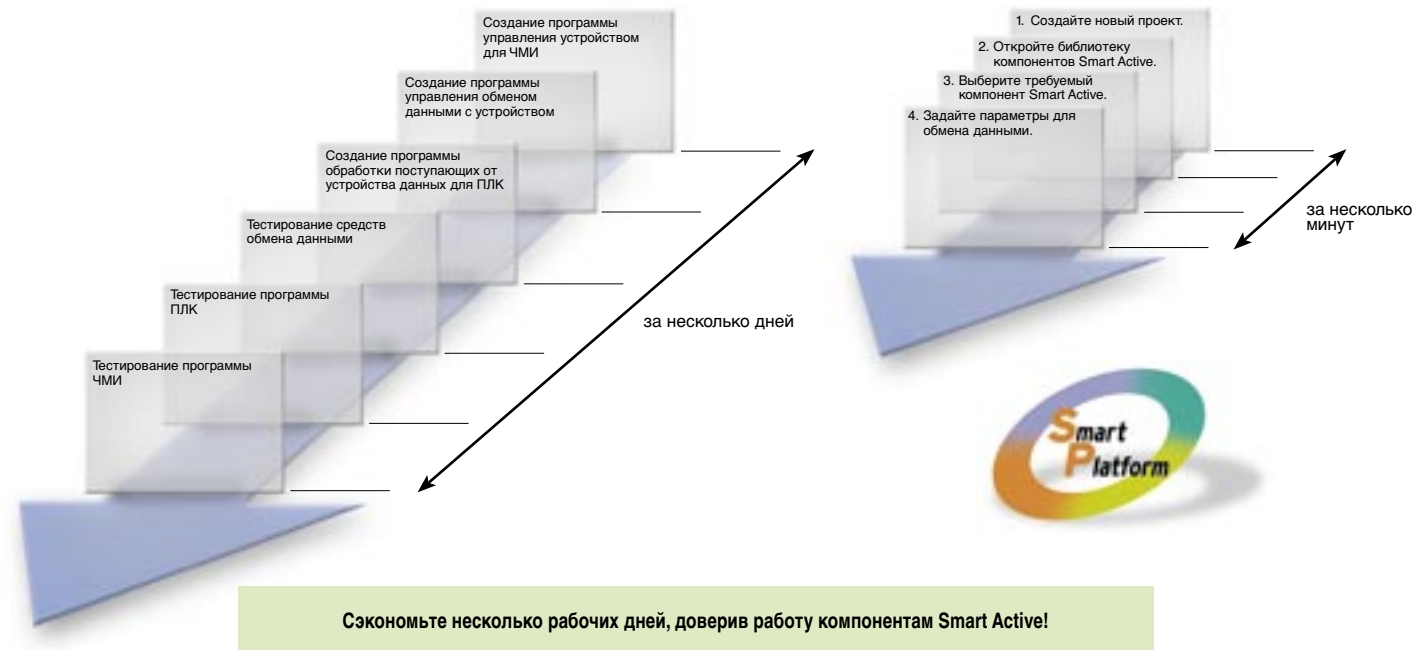 Создание программы
управления устройством
для ЧМИ
Создание программы
управления обменом
данными с устройством
Создание программы
обработки поступающих от
устройства данных для ПЛК
Тестирование средств
обмена данными
Тестирование программы
ПЛК
Тестирование программы
ЧМИ
за несколько дней
1. Создайте новый проект.
2. Откройте библиотеку
компонентов Smart Active.
3. Выберите требуемый
компонент Smart Active.
4. Задайте параметры для
обмена данными.
за несколько
минут
Smart
Platform
Сэкономьте несколько рабочих дней, доверив работу компонентам Smart Active!